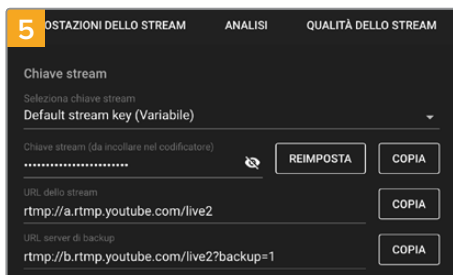 5
OSTAZIONI DELLO STREAM ANALISI QUALITÀ DELLO STREAM
Chiave stream
Seleziona chiave stream
Default stream key (Variabile)
Chiave stream (da incollare nel codificatore)
•••••••••••••••••••••••• REIMPOSTA COPIA
URL dello stream
rtmp://a.rtmp.youtube.com/live2 COPIA
URL server di backup
rtmp://b.rtmp.youtube.com/live2?backup=1 COPIA